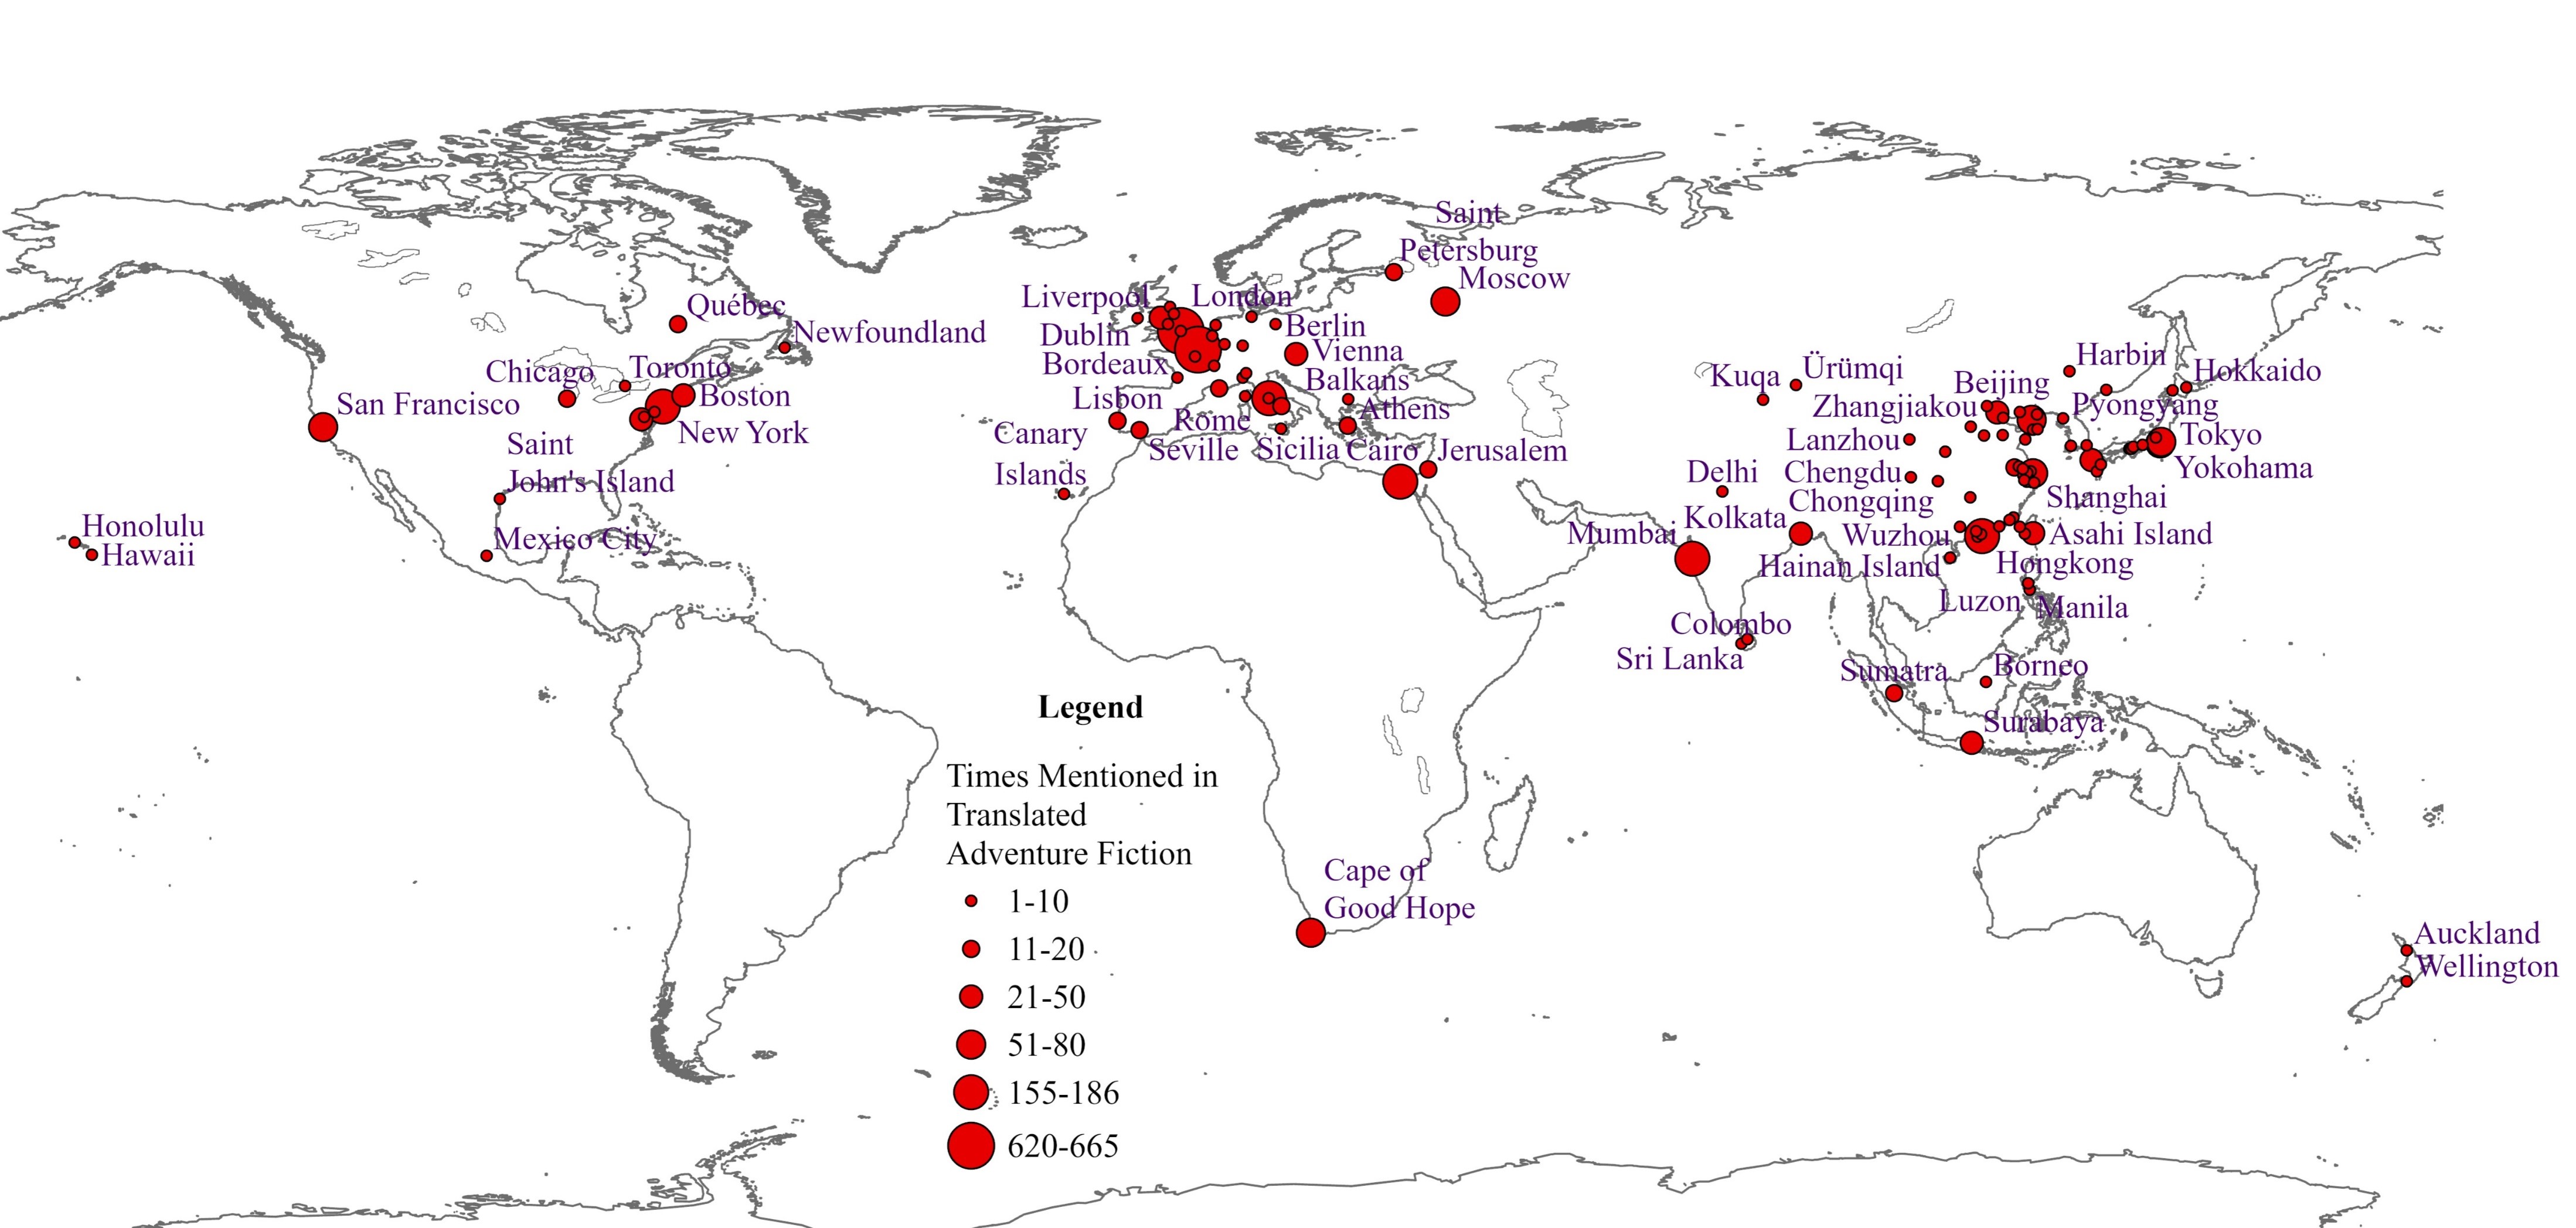 Saint
Petersburg
Moscow
Liverpool
London
Québec
Newfoundland
Dublin
Berlin
Vienna
Bordeaux
Chicago
Toronto
Balkans
Boston
San Francisco
New York
Lisbon
Rome
Athens
Seville
Sicilia
Cairo
Jerusalem
Canary
Islands
Saint
John's Island
Mexico City
Honolulu
Hawaii
Kuqa
Ürümqi
Harbin
Hokkaido
Beijing
Zhangjiakou
Pyongyang
Lanzhou
Tokyo
Yokohama
Delhi
Chengdu
Chongqing
Shanghai
Mumbai
Kolkata
Wuzhou
Asahi Island
Hainan Island
Hongkong
Luzon
Manila
Colombo
Sri Lanka
Sumatra
Borneo
Surabaya
Cape of
Good Hope
Auckland
Wellington
Legend
Times Mentioned in
Translated
Adventure Fiction
1-10
11-20
21-50
51-80
155-186
620-665